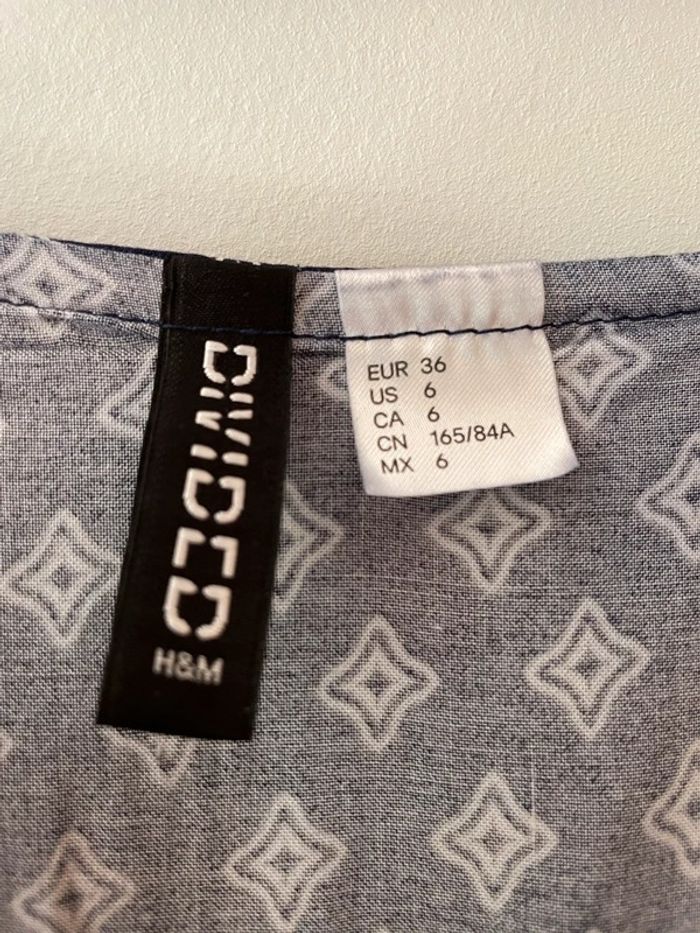 DIVIDED
H&M
EUR 36
US 6
CA 6
CN 165/84A
MX 6